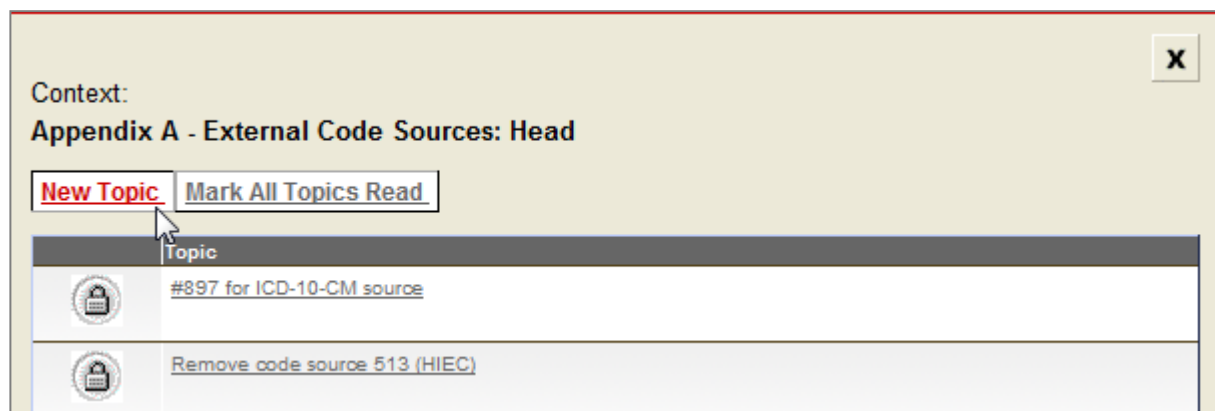 X
Context:
Appendix A - External Code Sources: Head
New Topic Mark All Topics Read
Topic
#897 for ICD-10-CM source
Remove code source 513 (HIEC)